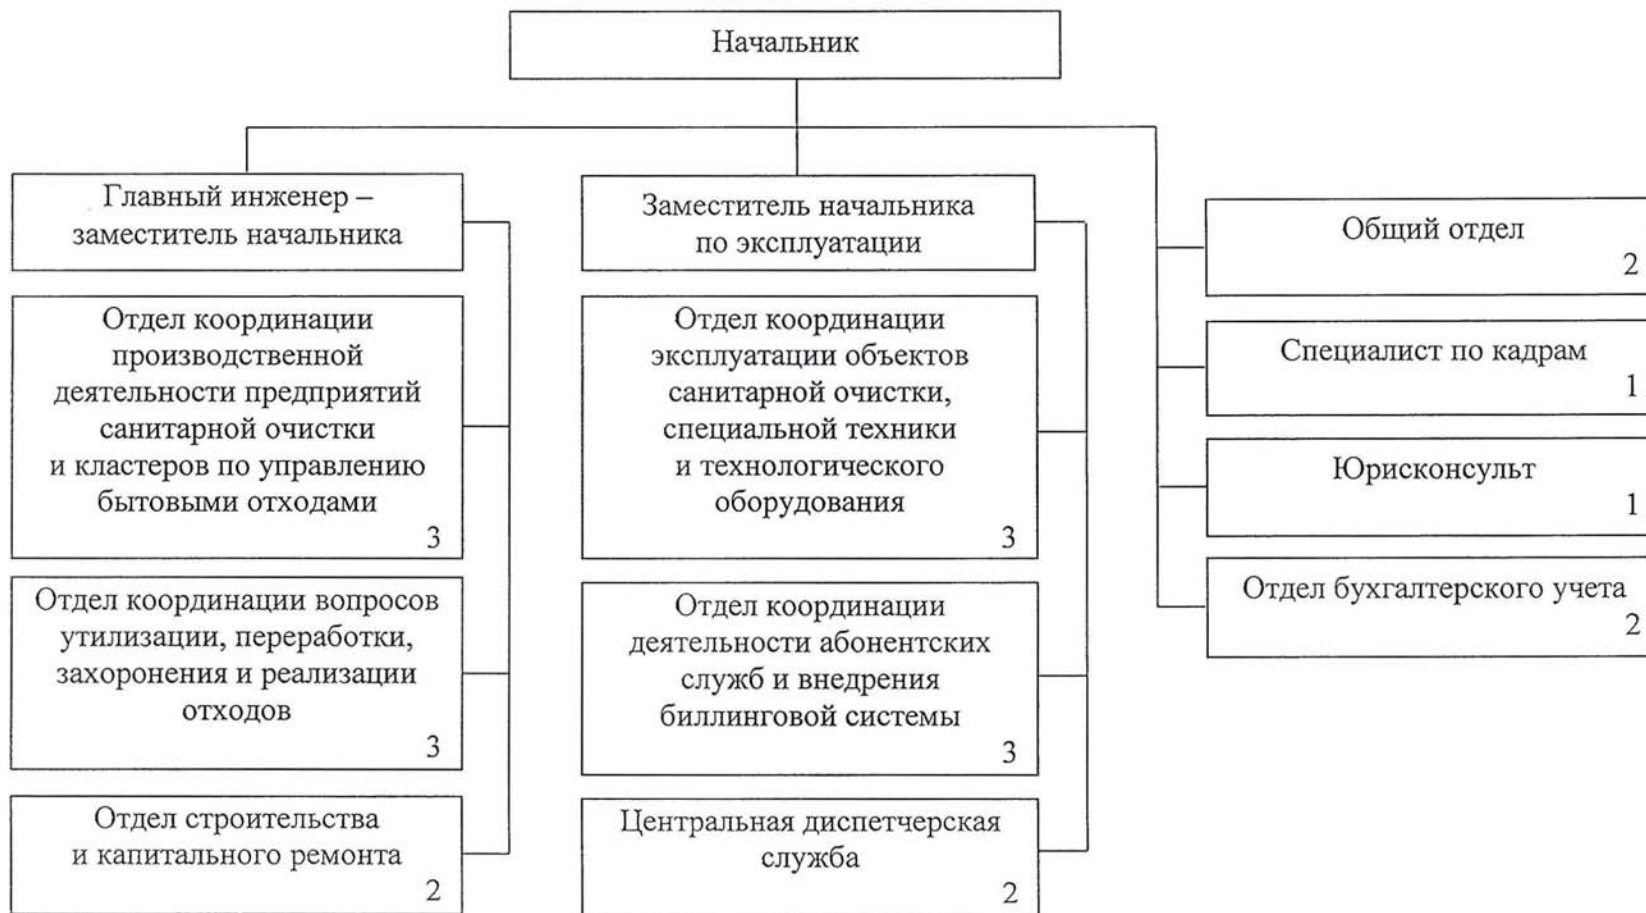 Начальник
Главный инженер –
заместитель начальника
Отдел координации
производственной
деятельности предприятий
санитарной очистки
и кластеров по управлению
бытовыми отходами
3
Отдел координации вопросов
утилизации, переработки,
захоронения и реализации
отходов
3
Отдел строительства
и капитального ремонта
2
Заместитель начальника
по эксплуатации
Отдел координации
эксплуатации объектов
санитарной очистки,
специальной техники
и технологического
оборудования
3
Отдел координации
деятельности абонентских
служб и внедрения
биллинговой системы
3
Центральная диспетчерская
служба
2
Общий отдел
2
Специалист по кадрам
1
Юрисконсульт
1
Отдел бухгалтерского учета
2